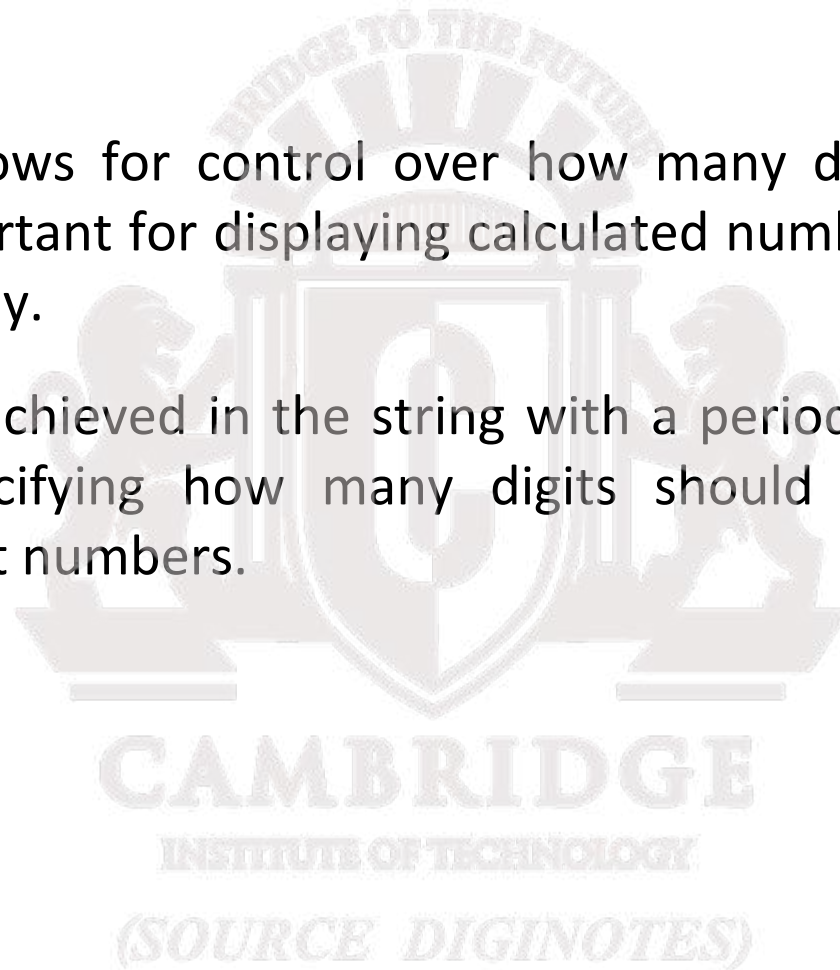 BRIDGE TO THE FUTURE
ows for control over how many d
rtant for displaying calculated num
y.
chieved in the string with a period
cifying how many digits should
t numbers.
CAMBRIDGE
INSTITUTE OF TECHNOLOGY
(SOURCE DIGINOTES)